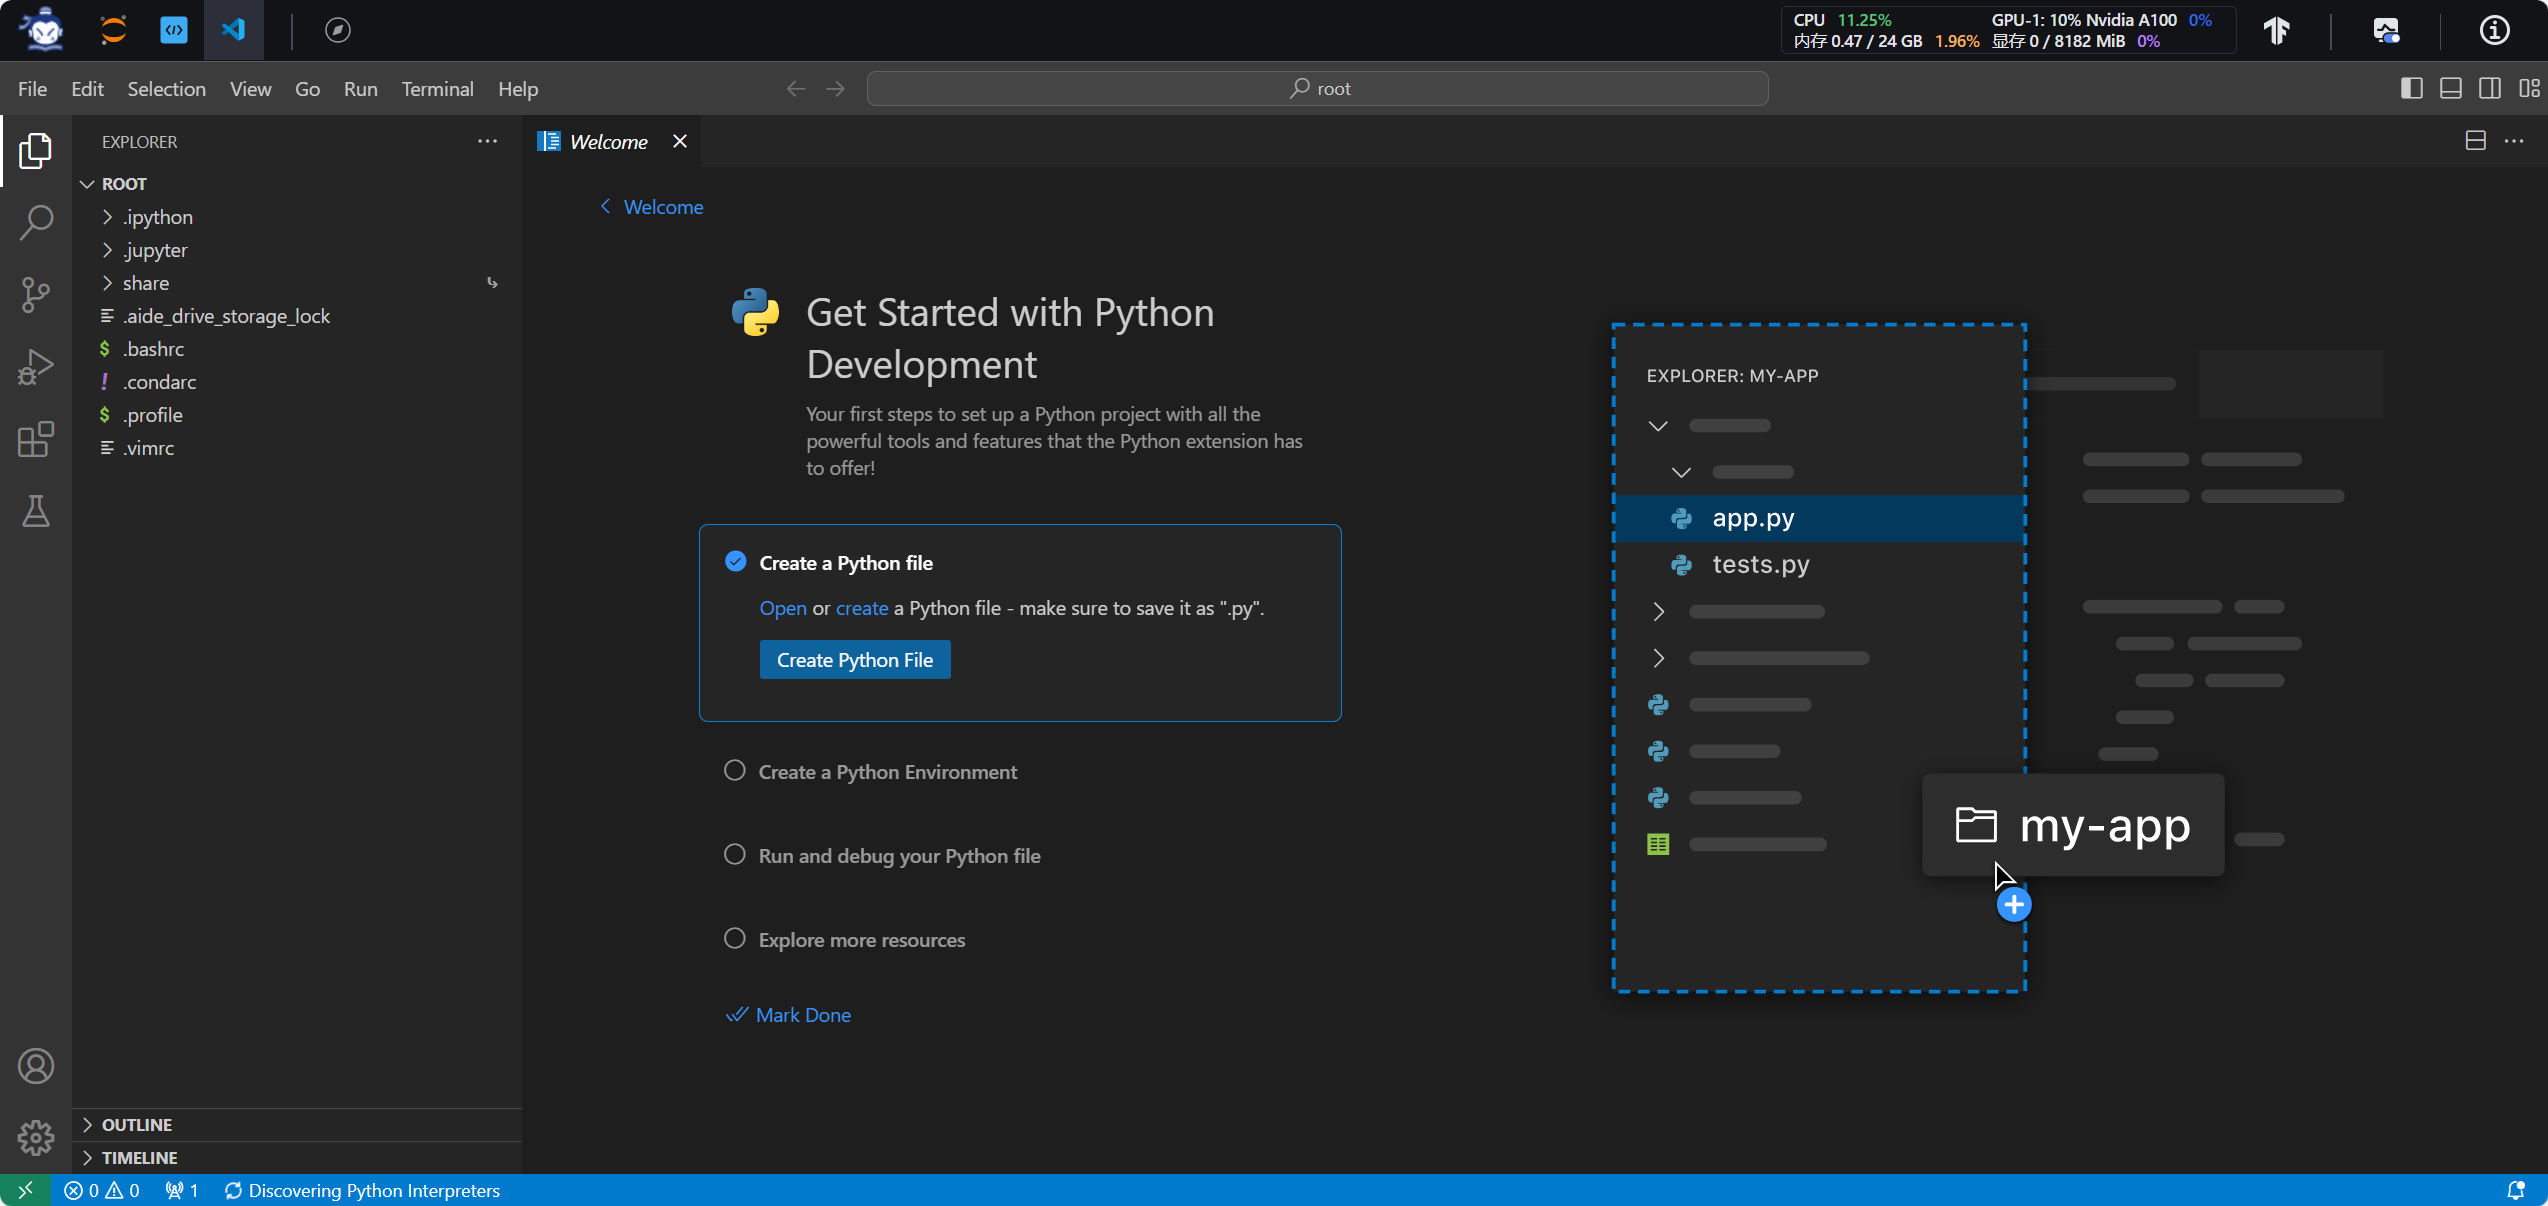 CPU 11.25% GPU-1: 10% Nvidia A100 0%
内存 0.47 / 24 GB 1.96% 显存 0 / 8182 MiB 0%
File Edit Selection View Go Run Terminal Help
root
EXPLORER
Welcome
ROOT
.ipython
.jupyter
share
.aide_drive_storage_lock
.bashrc
.condarc
.profile
.vimrc
OUTLINE
TIMELINE
Welcome
Get Started with Python
Development
Your first steps to set up a Python project with all the
powerful tools and features that the Python extension has
to offer!
Create a Python file
Open or create a Python file - make sure to save it as ".py".
Create Python File
Create a Python Environment
Run and debug your Python file
Explore more resources
Mark Done
EXPLORER: MY-APP
app.py
tests.py
my-app
0 0 1 Discovering Python Interpreters